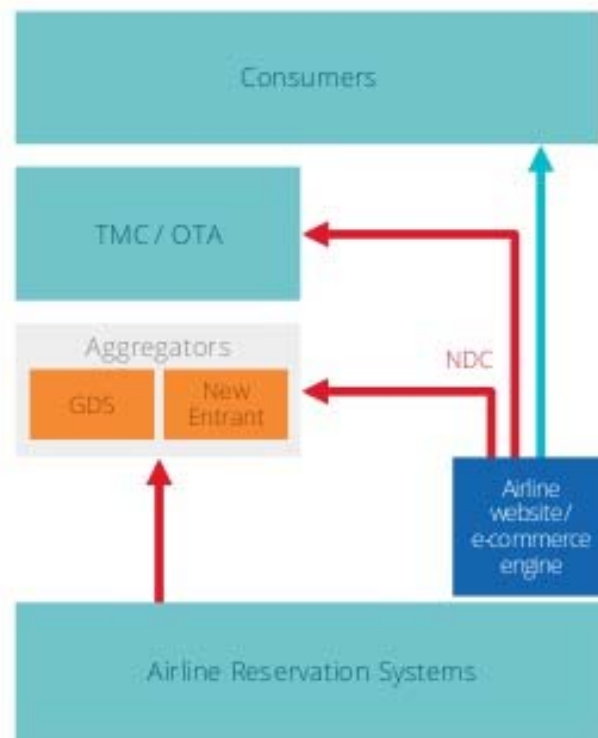 Consumers
TMC / OTA
Aggregators
GDS
New
Entrant
NDC
Airline
website/
e-commerce
engine
Airline Reservation Systems